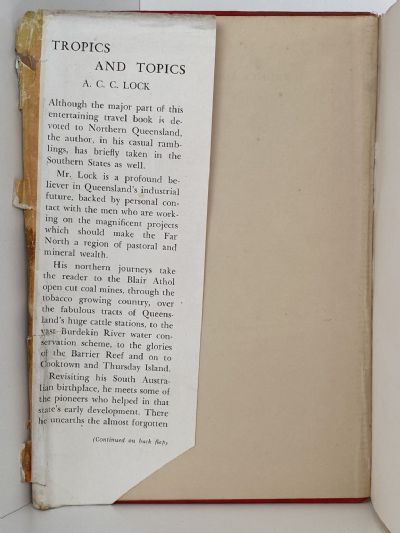 TROPICS
AND TOPICS
A. C. C. LOCK
Although the major part of this
entertaining travel book is de-
voted to Northern Queensland,
the author, in his casual ramb-
lings, has briefly taken in the
Southern States as well.
Mr. Lock is a profound be-
liever in Queensland's industrial
future, backed by personal con-
tact with the men who are work-
ing on the magnificent projects
which should make the Far
North a region of pastoral and
mineral wealth.
His northern journeys take
the reader to the Blair Athol
open cut coal mines, through the
tobacco growing country, over
the fabulous tracts of Queens-
land's huge cattle stations, to the
vast Burdekin River water con-
servation scheme, to the glories
of the Barrier Reef and on to
Cooktown and Thursday Island.
Revisiting his South Austra-
lian birthplace, he meets some of
the pioneers who helped in that
state's early development. There
he unearths the almost forgotten
(Continued on back flap)